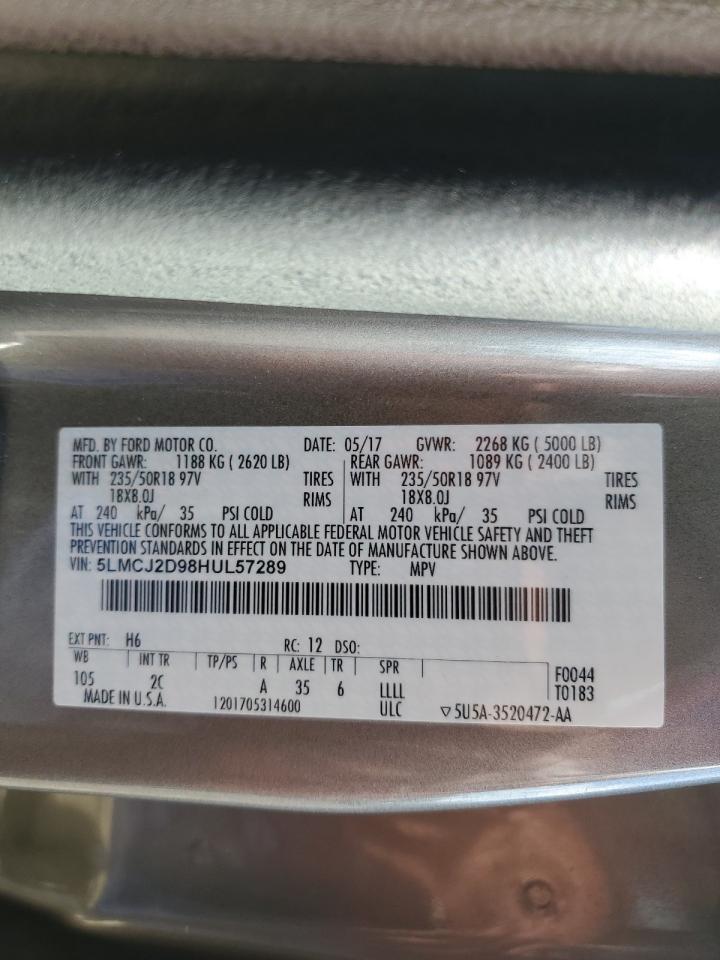 MFD. BY FORD MOTOR CO. DATE: 05/17 GVWR: 2268 KG ( 5000 LB)
FRONT GAWR: 1188 KG ( 2620 LB) REAR GAWR: 1089 KG ( 2400 LB)
WITH 235/50R18 97V TIRES WITH 235/50R18 97V TIRES
18X8.0J RIMS 18X8.0J RIMS
AT 240 kPa/ 35 PSI COLD AT 240 kPa/ 35 PSI COLD
THIS VEHICLE CONFORMS TO ALL APPLICABLE FEDERAL MOTOR VEHICLE SAFETY AND THEFT
PREVENTION STANDARDS IN EFFECT ON THE DATE OF MANUFACTURE SHOWN ABOVE.
VIN: 5LMCJ2D98HUL57289 TYPE: MPV
EXT PNT: H6 RC: 12 DSO:
WB INT TR TP/PS R AXLE TR SPR
105 2C A 35 6 LLLL F0044
MADE IN U.S.A. 1201705314600 ULC T0183
▽5U5A-3520472-AA